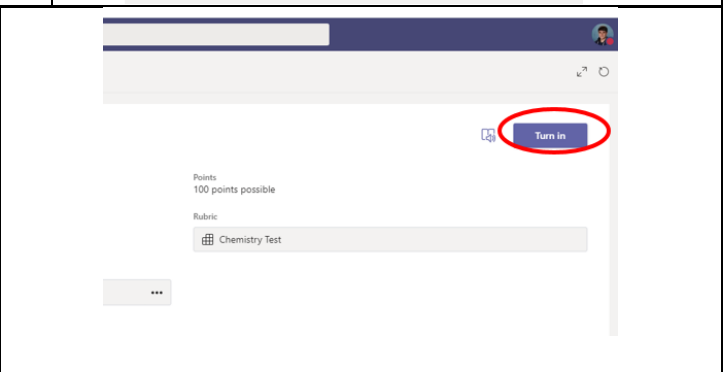 Turn in
Points
100 points possible
Rubric
Chemistry Test